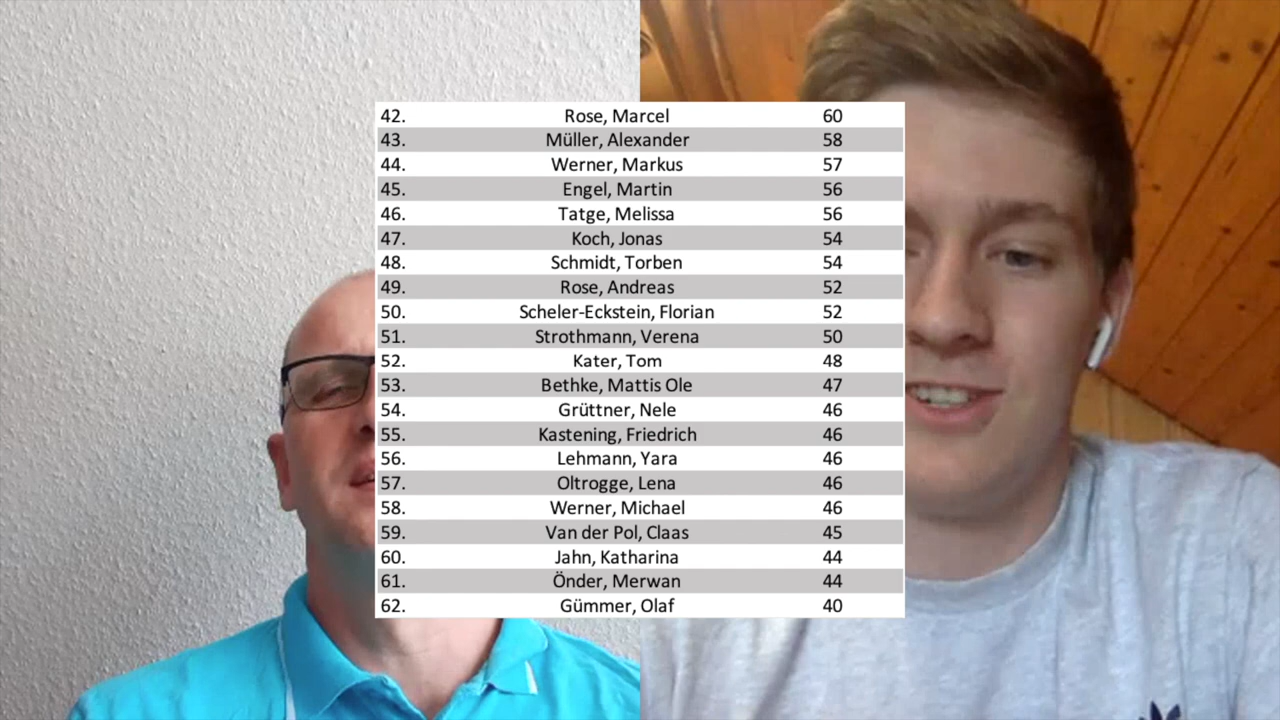 42. Rose, Marcel 60
43. Müller, Alexander 58
44. Werner, Markus 57
45. Engel, Martin 56
46. Tatge, Melissa 56
47. Koch, Jonas 54
48. Schmidt, Torben 54
49. Rose, Andreas 52
50. Scheler-Eckstein, Florian 52
51. Strothmann, Verena 50
52. Kater, Tom 48
53. Bethke, Mattis Ole 47
54. Grüttner, Nele 46
55. Kastening, Friedrich 46
56. Lehmann, Yara 46
57. Oltrogge, Lena 46
58. Werner, Michael 46
59. Van der Pol, Claas 45
60. Jahn, Katharina 44
61. Önder, Merwan 44
62. Gümmer, Olaf 40